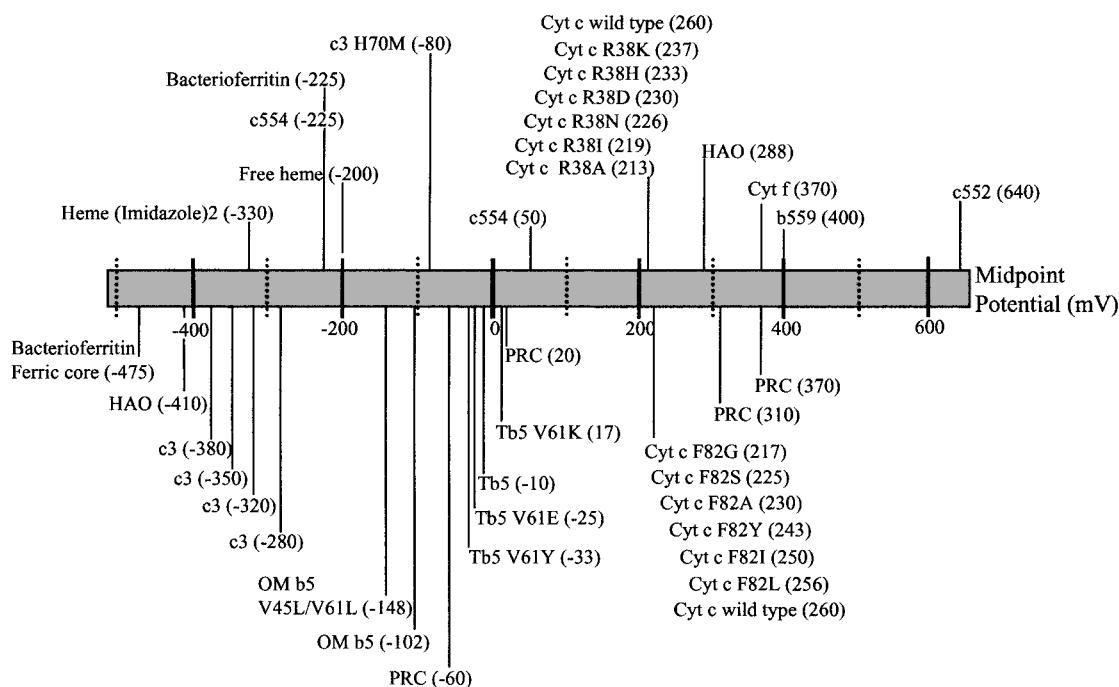 Cyt c wild type (260)
c3 H70M (-80)
Cyt c R38K (237)
Bacterioferritin (-225)
Cyt c R38H (233)
Cyt c R38D (230)
c554 (-225)
Cyt c R38N (226)
Cyt c R38I (219)
HAO (288)
Free heme (-200)
Cyt c R38A (213)
Cyt f (370)
c552 (640)
Heme (Imidazole)2 (-330)
c554 (50)
b559 (400)
Midpoint
Potential (mV)
-400
-200
0
200
400
600
Bacterioferritin
Ferric core (-475)
PRC (20)
PRC (370)
HAO (-410)
PRC (310)
Tb5 V61K (17)
c3 (-380)
Cyt c F82G (217)
c3 (-350)
Tb5 (-10)
Cyt c F82S (225)
c3 (-320)
Cyt c F82A (230)
Tb5 V61E (-25)
Cyt c F82Y (243)
c3 (-280)
Tb5 V61Y (-33)
Cyt c F82I (250)
OM b5
V45L/V61L (-148)
Cyt c F82L (256)
Cyt c wild type (260)
OM b5 (-102)
PRC (-60)